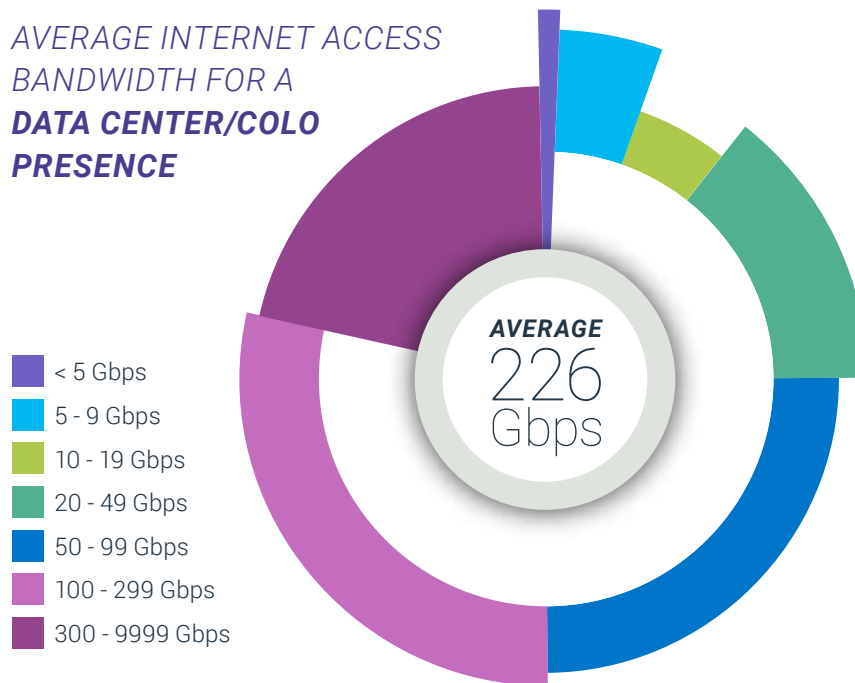 AVERAGE INTERNET ACCESS
BANDWIDTH FOR A
DATA CENTER/COLO
PRESENCE
AVERAGE
226
Gbps
< 5 Gbps
5 - 9 Gbps
10 - 19 Gbps
20 - 49 Gbps
50 - 99 Gbps
100 - 299 Gbps
300 - 9999 Gbps